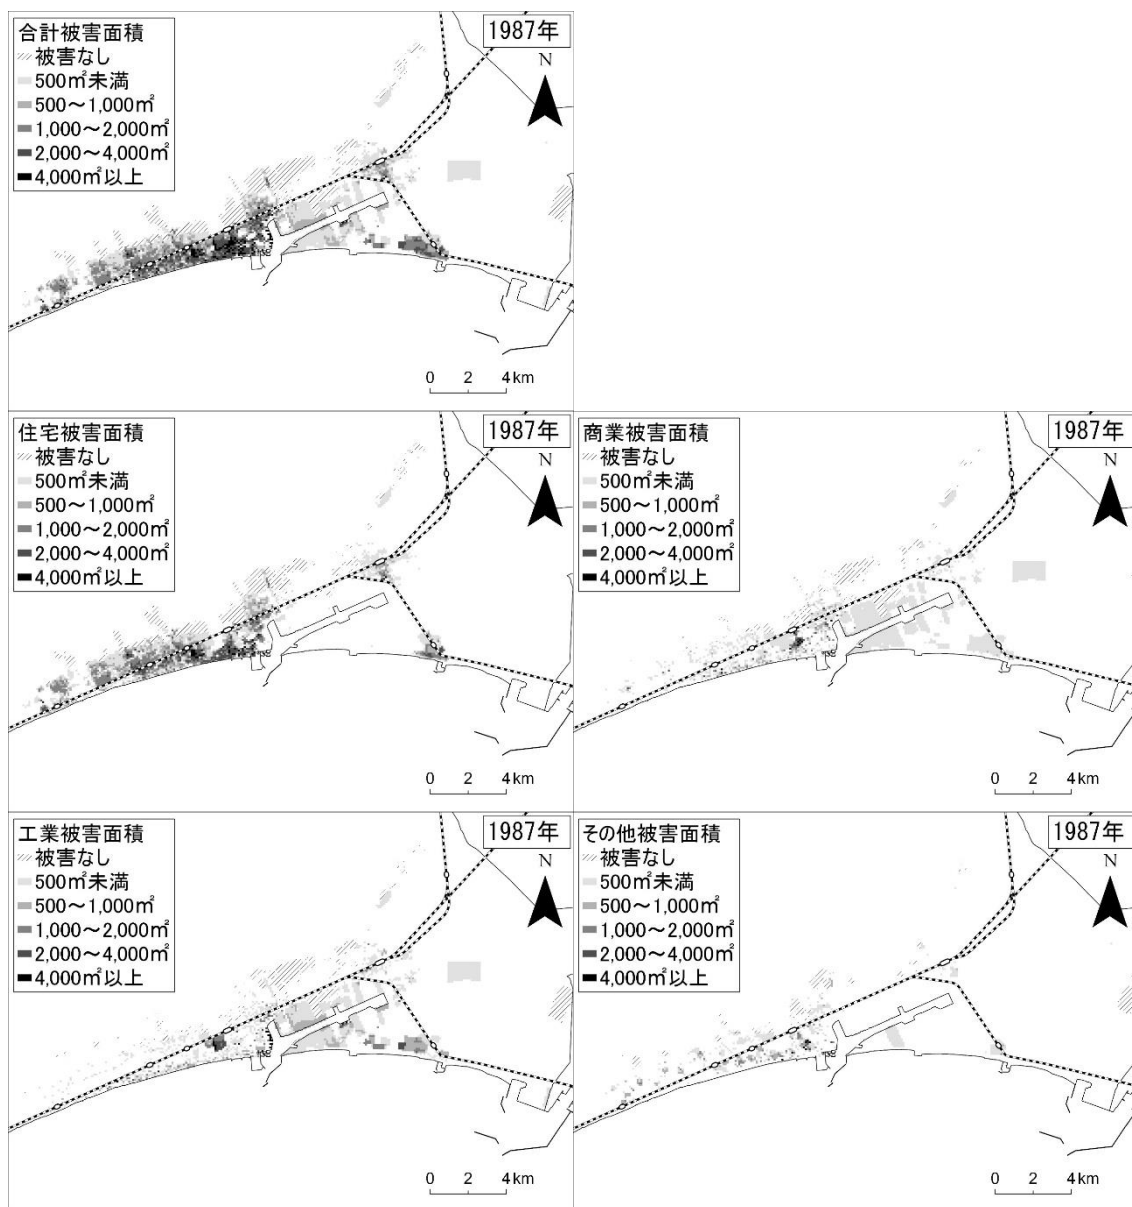 合計被害面積
被害なし
500㎡未満
500～1,000㎡
1,000～2,000㎡
2,000～4,000㎡
4,000㎡以上
1987年
N
0 2 4km
住宅被害面積
被害なし
500㎡未満
500～1,000㎡
1,000～2,000㎡
2,000～4,000㎡
4,000㎡以上
1987年
N
0 2 4km
商業被害面積
被害なし
500㎡未満
500～1,000㎡
1,000～2,000㎡
2,000～4,000㎡
4,000㎡以上
1987年
N
0 2 4km
工業被害面積
被害なし
500㎡未満
500～1,000㎡
1,000～2,000㎡
2,000～4,000㎡
4,000㎡以上
1987年
N
0 2 4km
その他被害面積
被害なし
500㎡未満
500～1,000㎡
1,000～2,000㎡
2,000～4,000㎡
4,000㎡以上
1987年
N
0 2 4km